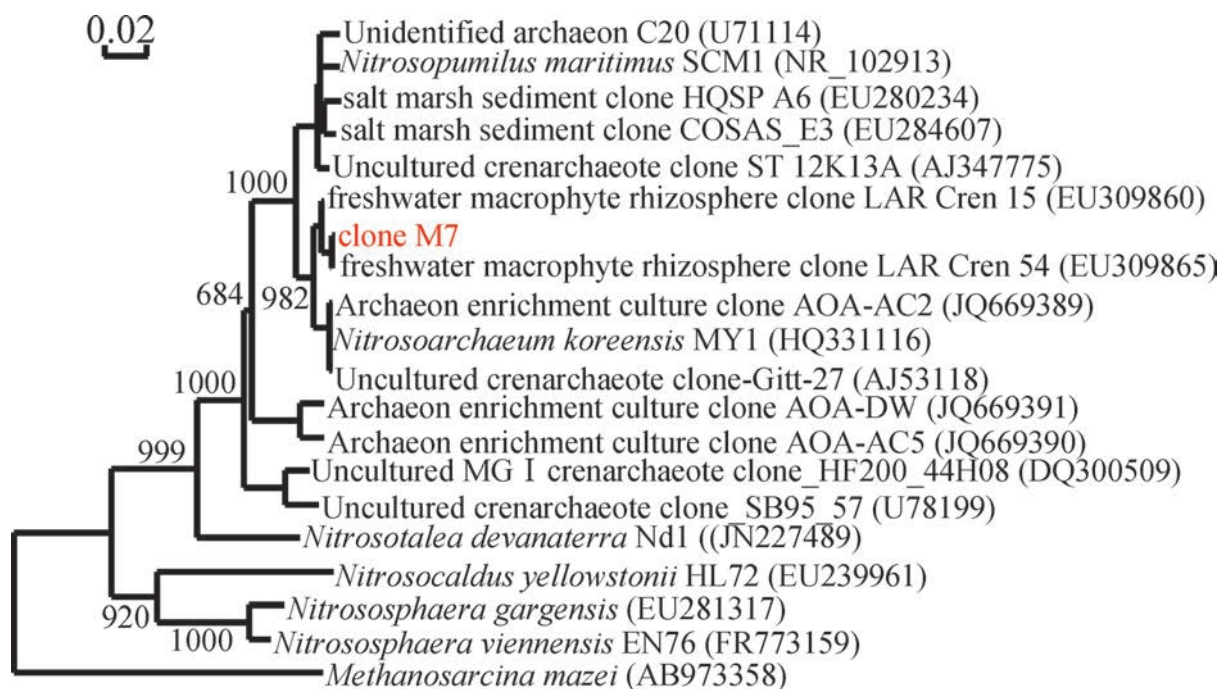 0.02
Unidentified archaeon C20 (U71114)
Nitrosopumilus maritimus SCM1 (NR_102913)
salt marsh sediment clone HQSP A6 (EU280234)
salt marsh sediment clone COSAS_E3 (EU284607)
Uncultured crenarchaeote clone ST 12K13A (AJ347775)
1000
freshwater macrophyte rhizosphere clone LAR Cren 15 (EU309860)
clone M7
freshwater macrophyte rhizosphere clone LAR Cren 54 (EU309865)
684
982
Archaeon enrichment culture clone AOA-AC2 (JQ669389)
Nitrosoarchaeum koreensis MY1 (HQ331116)
Uncultured crenarchaeote clone-Gitt-27 (AJ53118)
1000
Archaeon enrichment culture clone AOA-DW (JQ669391)
Archaeon enrichment culture clone AOA-AC5 (JQ669390)
999
Uncultured MG Ⅰ crenarchaeote clone_HF200_44H08 (DQ300509)
Uncultured crenarchaeote clone_SB95_57 (U78199)
Nitrosotalea devanaterra Nd1 ((JN227489)
Nitrosocaldus yellowstonii HL72 (EU239961)
920
Nitrososphaera gargensis (EU281317)
1000
Nitrososphaera viennensis EN76 (FR773159)
Methanosarcina mazei (AB973358)